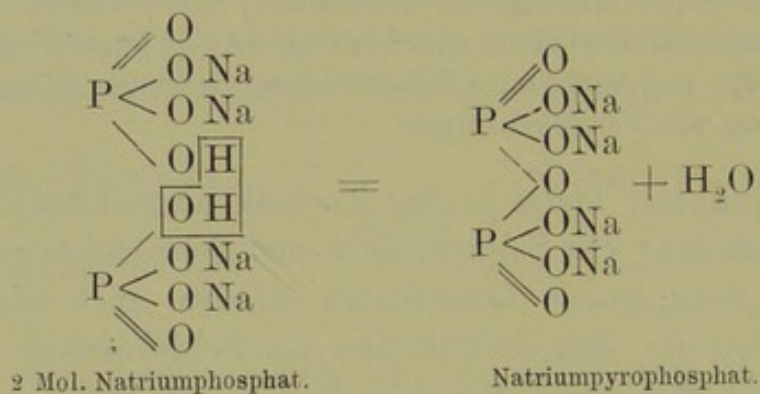 O
O Na
P< O Na
O H
O H
O Na
P< O Na
O
=
O
ONa
P< ONa
O
ONa
P< ONa
O
+ H₂O
2 Mol. Natriumphosphat.
Natriumpyrophosphat.